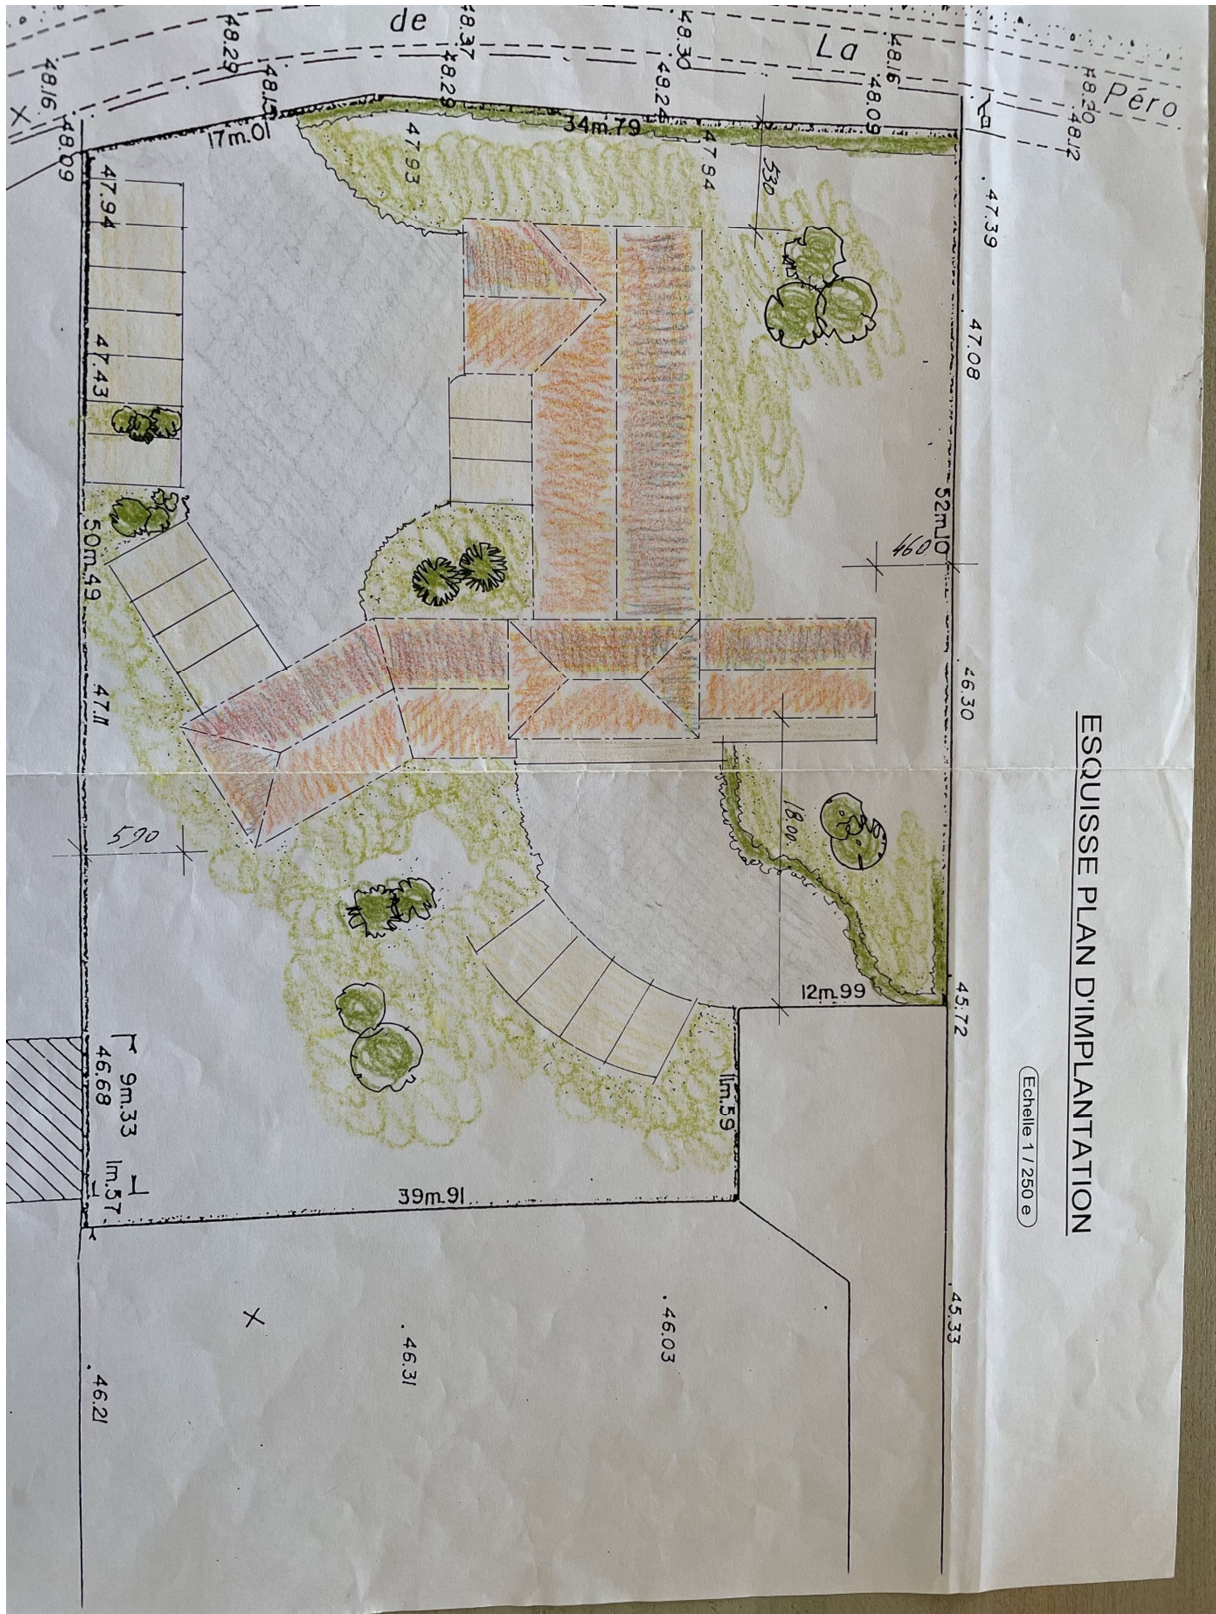 ESQUISSE PLAN D'IMPLANTATION
Echelle 1 / 250 e
de
La
Péro
48.16
48.29
48.37
48.30
48.16
48.30
48.12
48.09
48.15
48.29
48.24
48.09
17m.01
34m.79
47.94
47.93
47.94
530
47.39
47.08
47.43
52m.10
460
50m.49
47.11
46.30
590
18.00
12m.99
45.72
11m.59
9m.33
46.68
1m.57
39m.91
45.33
46.03
46.31
46.21